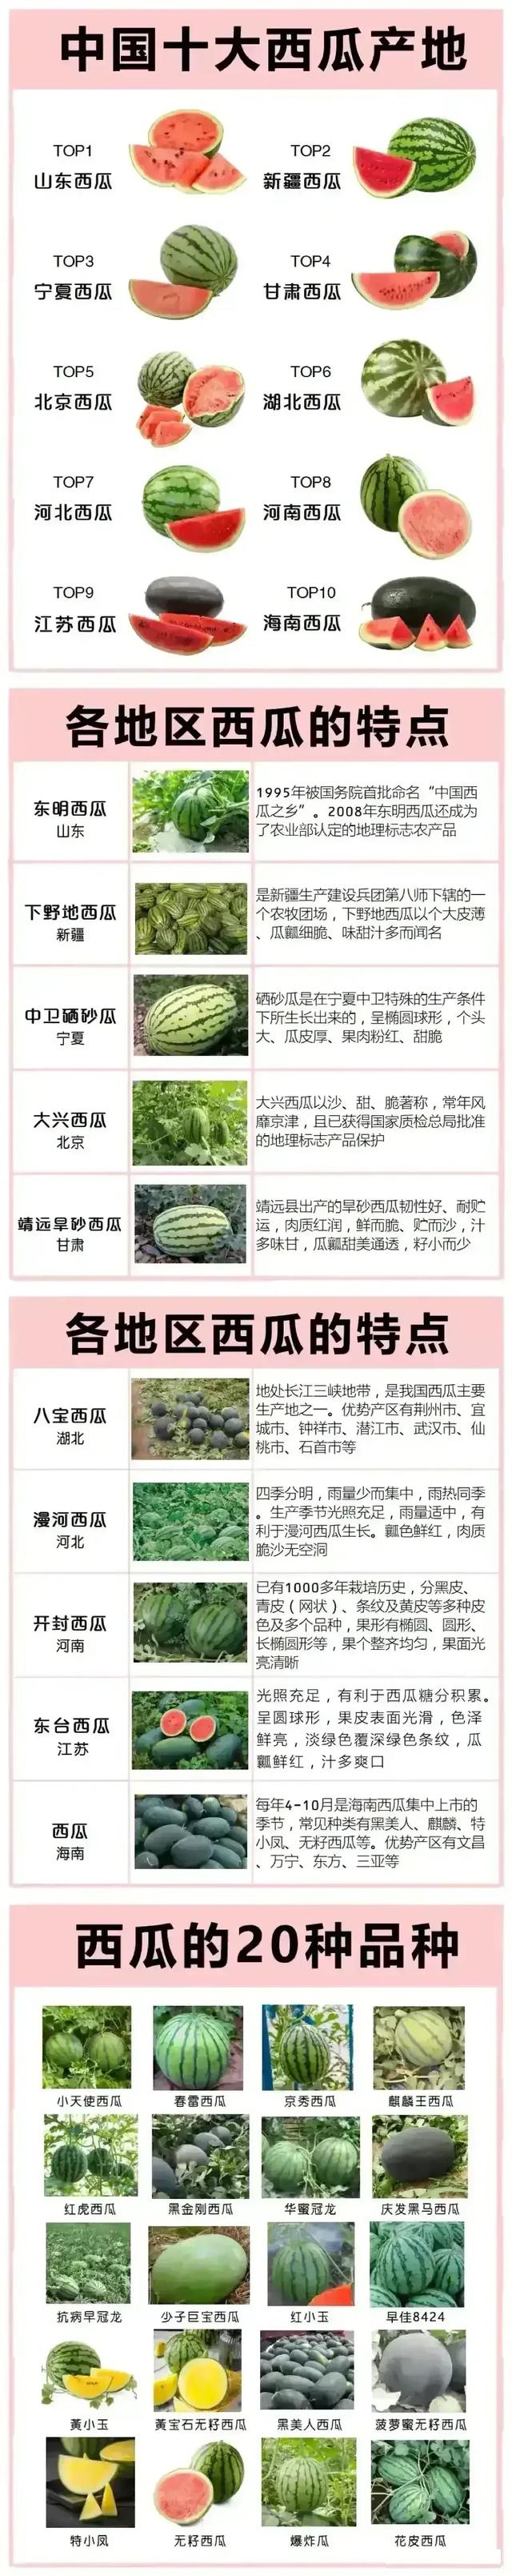 中国十大西瓜产地
TOP1
山东西瓜
TOP2
新疆西瓜
TOP3
宁夏西瓜
TOP4
甘肃西瓜
TOP5
北京西瓜
TOP6
湖北西瓜
TOP7
河北西瓜
TOP8
河南西瓜
TOP9
江苏西瓜
TOP10
海南西瓜
各地区西瓜的特点
东明西瓜
山东
1995年被国务院首批命名“中国西
瓜之乡”。2008年东明西瓜还成为
了农业部认定的地理标志农产品
下野地西瓜
新疆
是新疆生产建设兵团第八师下辖的一
个农牧团场，下野地西瓜以个大皮薄
、瓜瓤细脆、味甜汁多而闻名
中卫硒砂瓜
宁夏
硒砂瓜是在宁夏中卫特殊的生产条件
下所生长出来的，呈椭圆球形，个头
大、瓜皮厚、果肉粉红、甜脆
大兴西瓜
北京
大兴西瓜以沙、甜、脆著称，常年风
靡京津，且已获得国家质检总局批准
的地理标志产品保护
靖远旱砂西瓜
甘肃
靖远县出产的旱砂西瓜韧性好、耐贮
运，肉质红润，鲜而脆、贮而沙，汁
多味甘，瓜瓤甜美通透，籽小而少
各地区西瓜的特点
八宝西瓜
湖北
地处长江三峡地带，是我国西瓜主要
生产地之一。优势产区有荆州市、宜
城市、钟祥市、潜江市、武汉市、仙
桃市、石首市等
漫河西瓜
河北
四季分明，雨量少而集中，雨热同季
。生产季节光照充足，雨量适中，有
利于漫河西瓜生长。瓤色鲜红，肉质
脆沙无空洞
开封西瓜
河南
已有1000多年栽培历史，分黑皮、
青皮（网状）、条纹及黄皮等多种皮
色及多个品种，果形有椭圆、圆形、
长椭圆形等，果个整齐均匀，果面光
亮清晰
东台西瓜
江苏
光照充足，有利于西瓜糖分积累。
呈圆球形，果皮表面光滑，色泽
鲜亮，淡绿色覆深绿色条纹，瓜
瓤鲜红，汁多爽口
西瓜
海南
每年4-10月是海南西瓜集中上市的
季节，常见种类有黑美人、麒麟、特
小凤、无籽西瓜等。优势产区有文昌
、万宁、东方、三亚等
西瓜的20种品种
小天使西瓜
春雷西瓜
京秀西瓜
麒麟王西瓜
红虎西瓜
黑金刚西瓜
华蜜冠龙
庆发黑马西瓜
抗病早冠龙
少子巨宝西瓜
红小玉
早佳8424
黄小玉
黄宝石无籽西瓜
黑美人西瓜
菠萝蜜无籽西瓜
特小凤
无籽西瓜
爆炸瓜
花皮西瓜